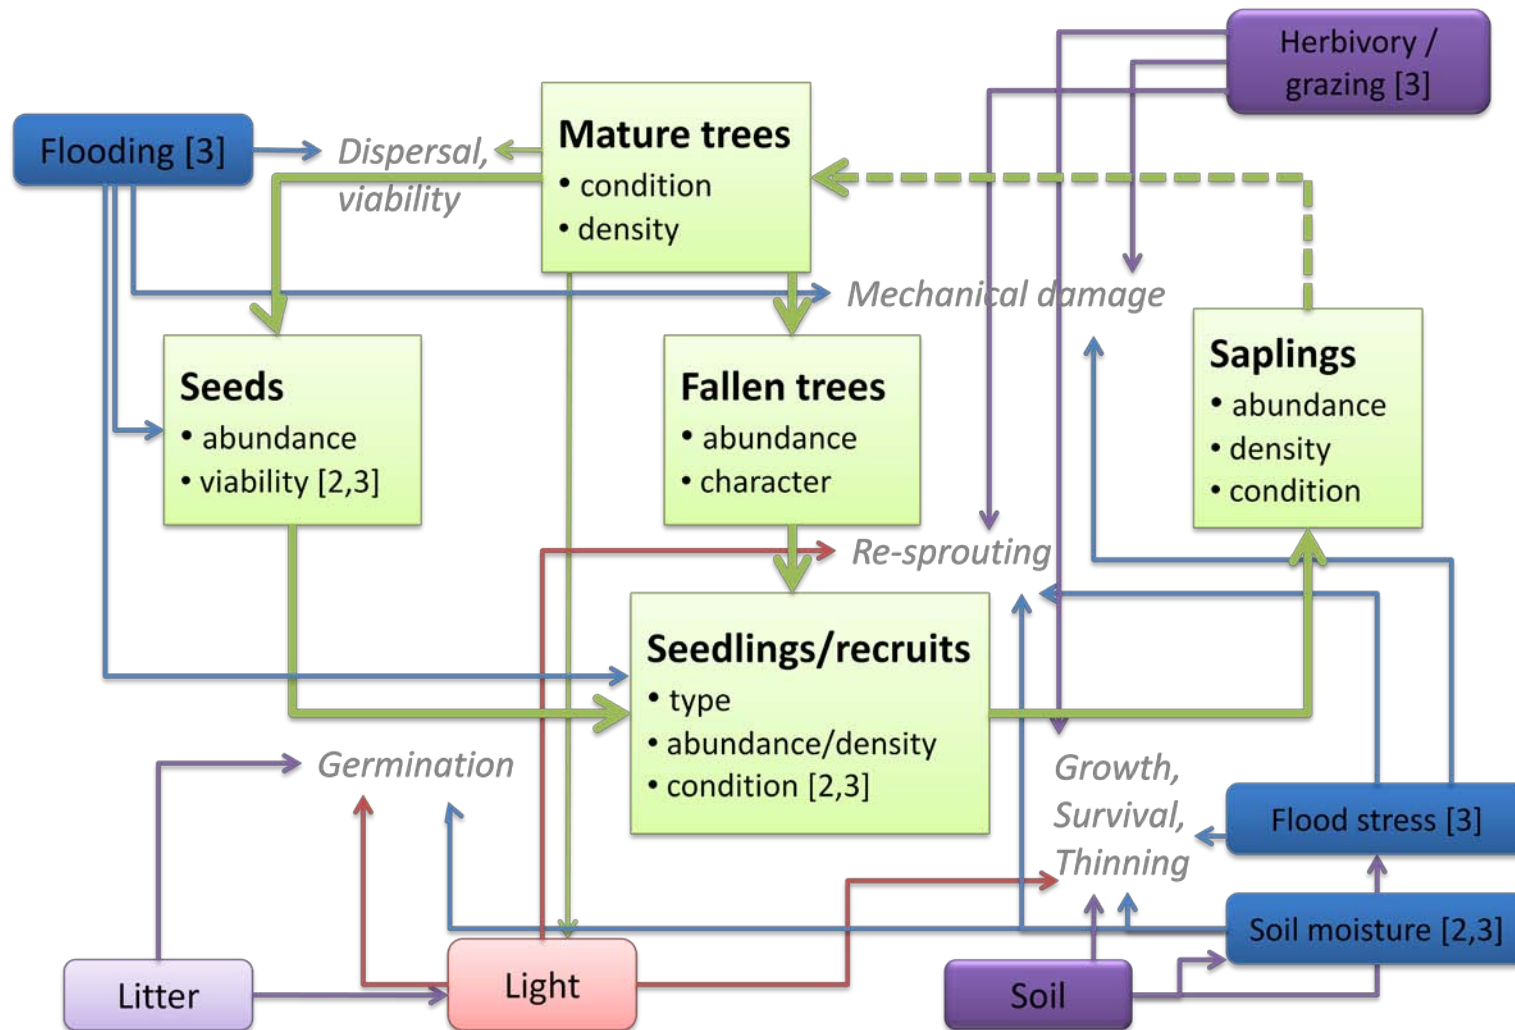 Herbivory /
grazing [3]
Flooding [3]
Dispersal,
viability
Mature trees
• condition
• density
Mechanical damage
Seeds
• abundance
• viability [2,3]
Fallen trees
• abundance
• character
Saplings
• abundance
• density
• condition
Re-sprouting
Seedlings/recruits
• type
• abundance/density
• condition [2,3]
Germination
Growth,
Survival,
Thinning
Flood stress [3]
Soil moisture [2,3]
Litter
Light
Soil